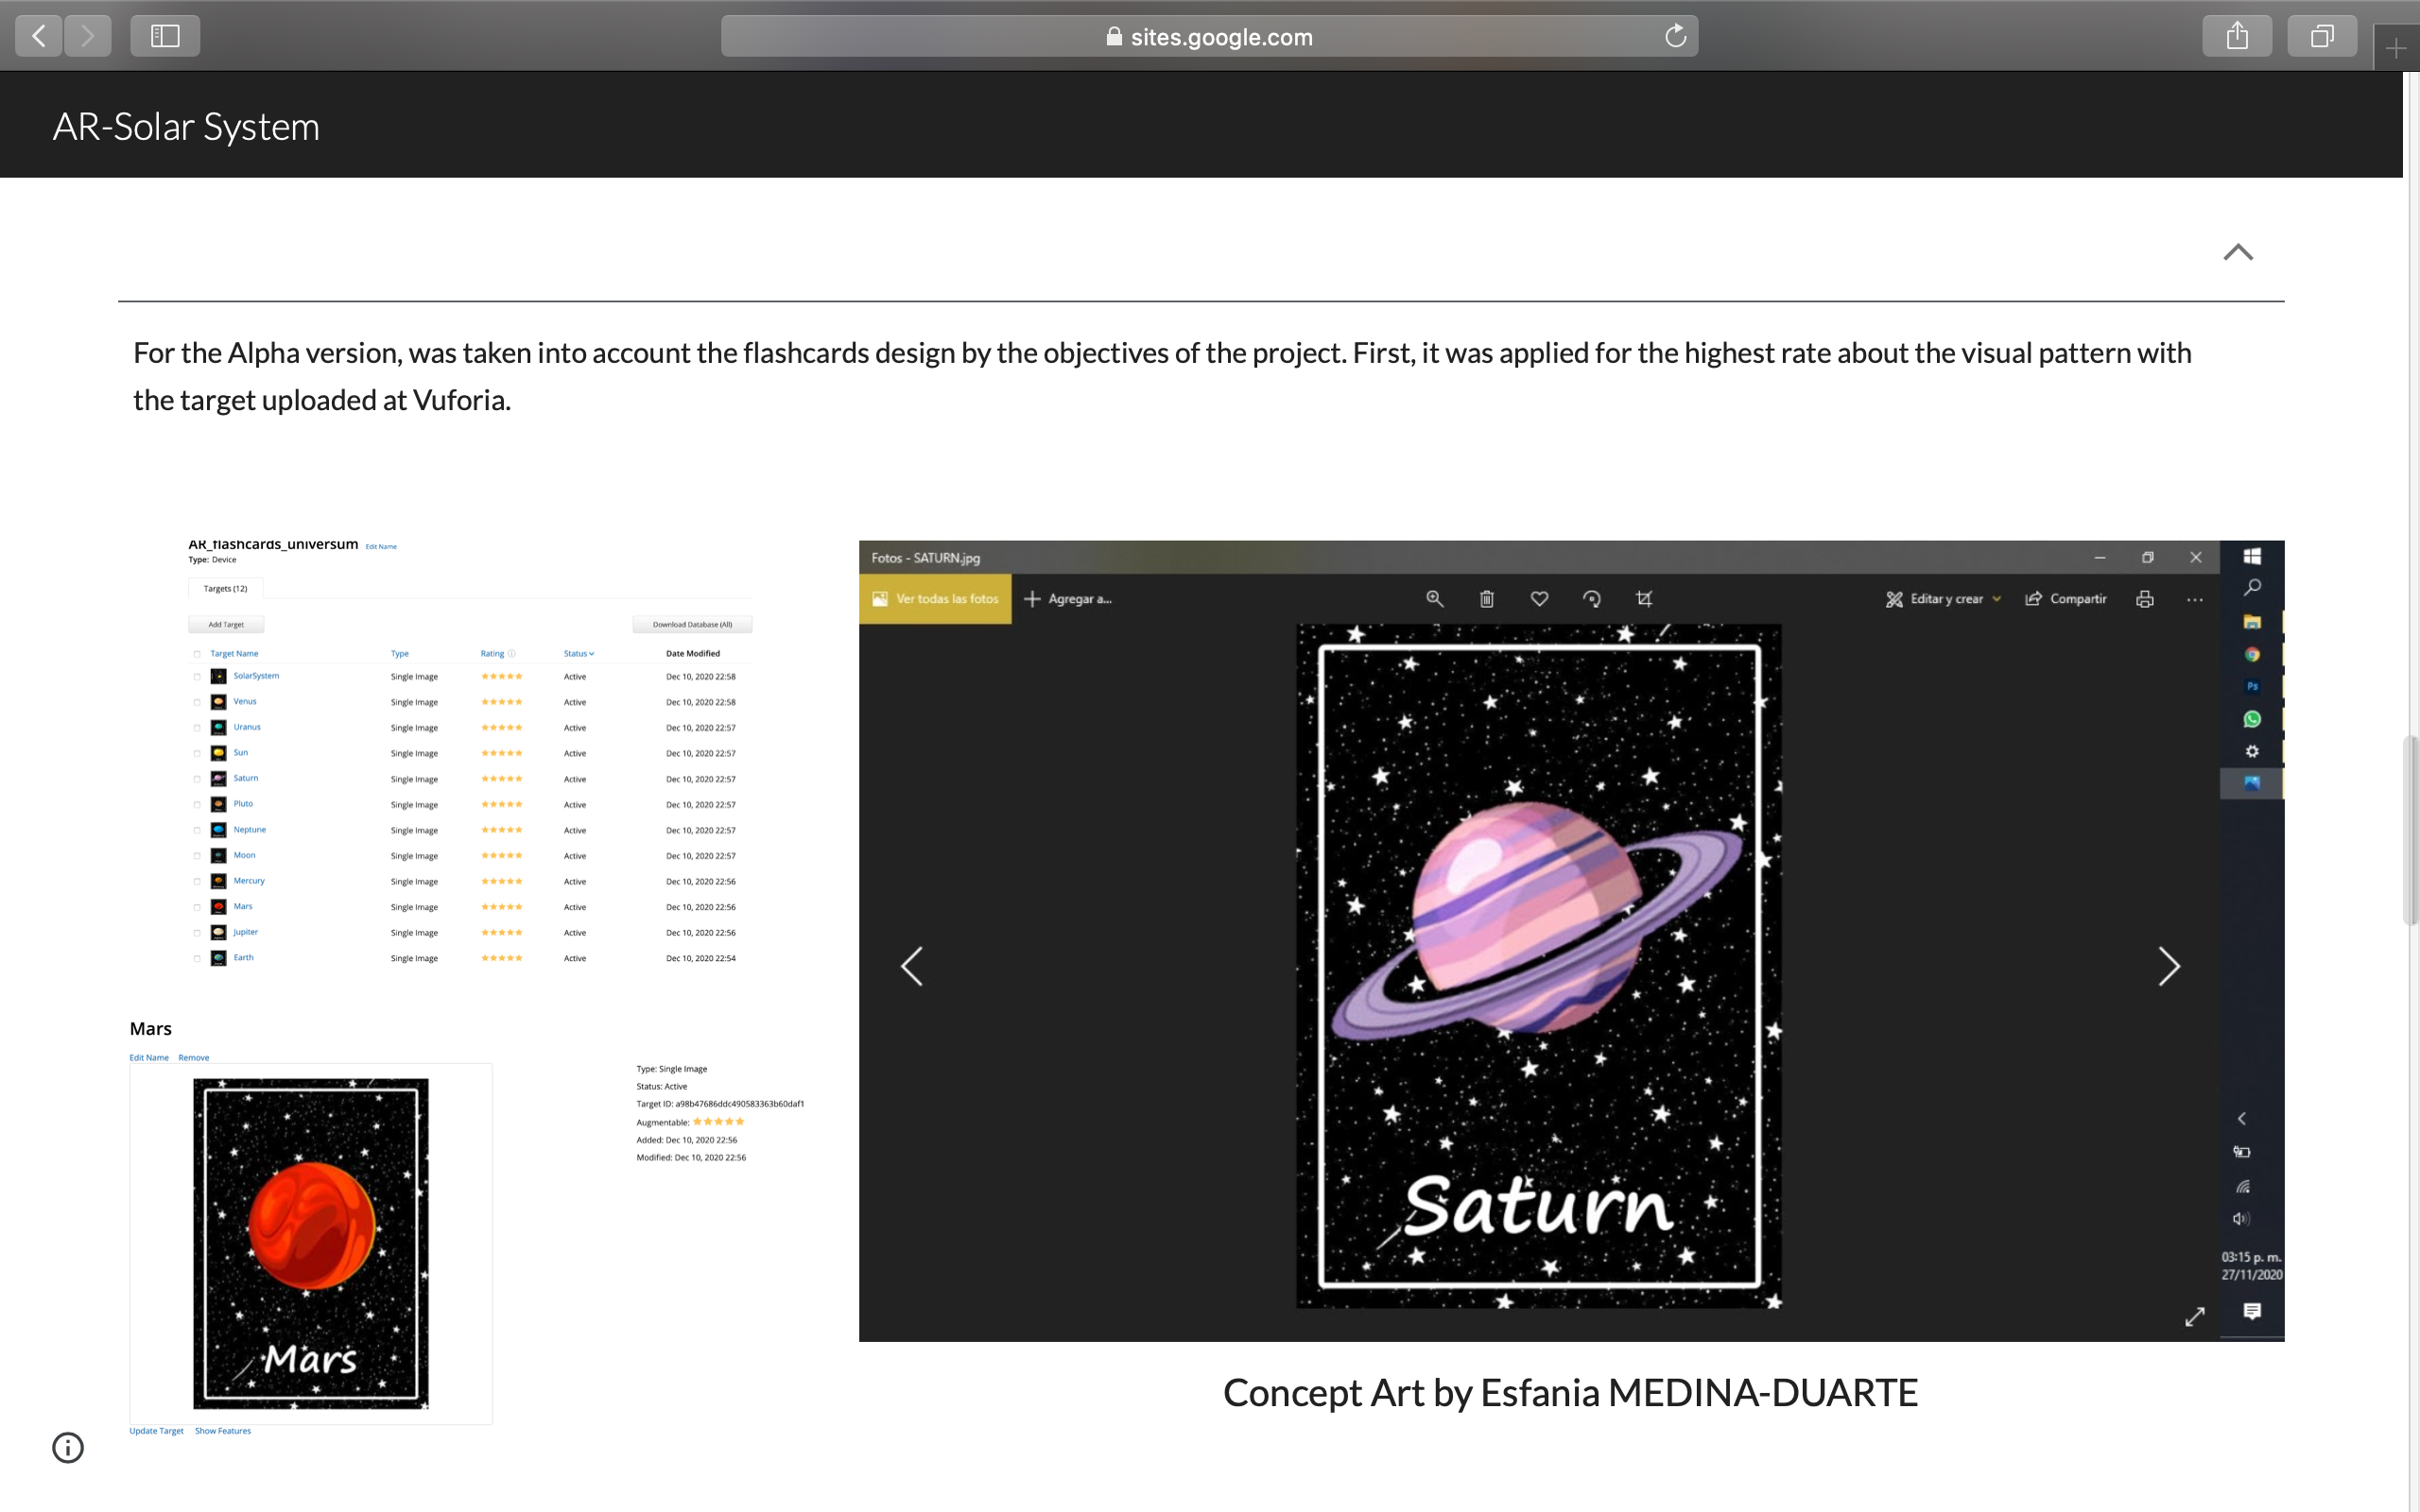 sites.google.com
AR-Solar System
For the Alpha version, was taken into account the flashcards design by the objectives of the project. First, it was applied for the highest rate about the visual pattern with
the target uploaded at Vuforia.
AR_flashcards_universum Edit Name
Type: Device
Targets (12)
Add Target Download Database (All)
Target Name Type Rating Status Date Modified
SolarSystem Single Image Active Dec 10, 2020 22:58
Venus Single Image Active Dec 10, 2020 22:58
Uranus Single Image Active Dec 10, 2020 22:57
Sun Single Image Active Dec 10, 2020 22:57
Saturn Single Image Active Dec 10, 2020 22:57
Pluto Single Image Active Dec 10, 2020 22:57
Neptune Single Image Active Dec 10, 2020 22:57
Moon Single Image Active Dec 10, 2020 22:57
Mercury Single Image Active Dec 10, 2020 22:56
Mars Single Image Active Dec 10, 2020 22:56
Jupiter Single Image Active Dec 10, 2020 22:56
Earth Single Image Active Dec 10, 2020 22:54
Mars
Edit Name Remove
Mars
Type: Single Image
Status: Active
Target ID: a98b47686ddc490583363b60daf1
Augmentable:
Added: Dec 10, 2020 22:56
Modified: Dec 10, 2020 22:56
Update Target Show Features
Fotos - SATURN.jpg
Ver todas las fotos Agregar a... Editar y crear Compartir
Ps
Saturn
03:15 p. m.
27/11/2020
Concept Art by Esfania MEDINA-DUARTE